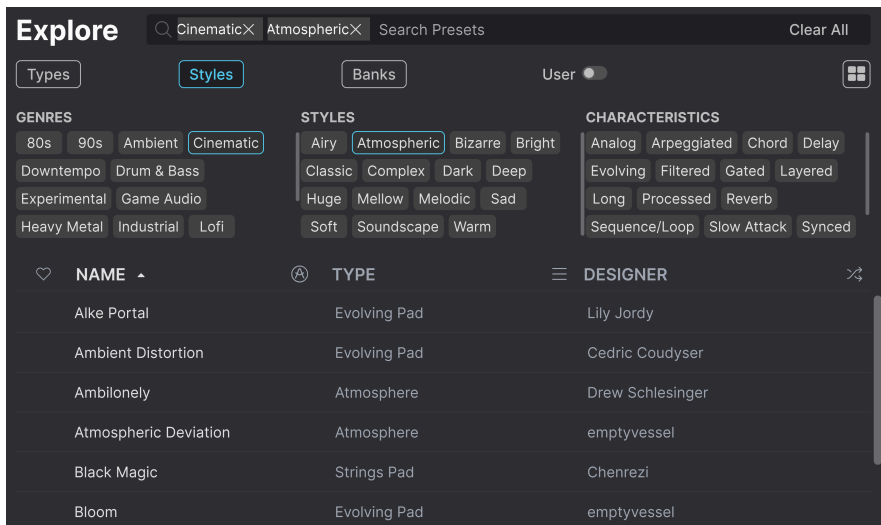 Explore Cinematic Atmospheric Search Presets Clear All
Types Styles Banks User
GENRES STYLES CHARACTERISTICS
80s 90s Ambient Cinematic Airy Atmospheric Bizarre Bright Analog Arpeggiated Chord Delay
Downtempo Drum & Bass Classic Complex Dark Deep Evolving Filtered Gated Layered
Experimental Game Audio Huge Mellow Melodic Sad Long Processed Reverb
Heavy Metal Industrial Lofi Soft Soundscape Warm Sequence/Loop Slow Attack Synced
NAME TYPE DESIGNER
Alke Portal Evolving Pad Lily Jordy
Ambient Distortion Evolving Pad Cedric Coudyser
Ambilonely Atmosphere Drew Schlesinger
Atmospheric Deviation Atmosphere emptyvessel
Black Magic Strings Pad Chenrezi
Bloom Evolving Pad emptyvessel